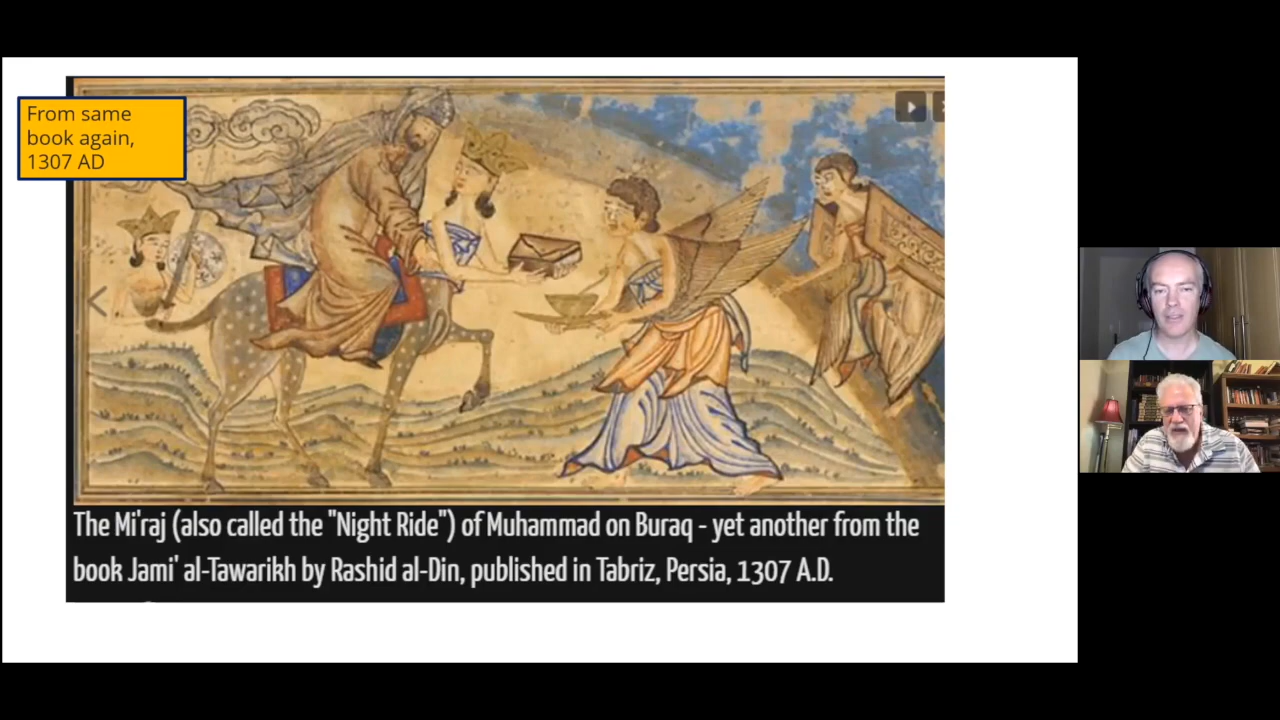 From same
book again,
1307 AD
The Mi'raj (also called the "Night Ride") of Muhammad on Buraq - yet another from the
book Jami' al-Tawarikh by Rashid al-Din, published in Tabriz, Persia, 1307 A.D.